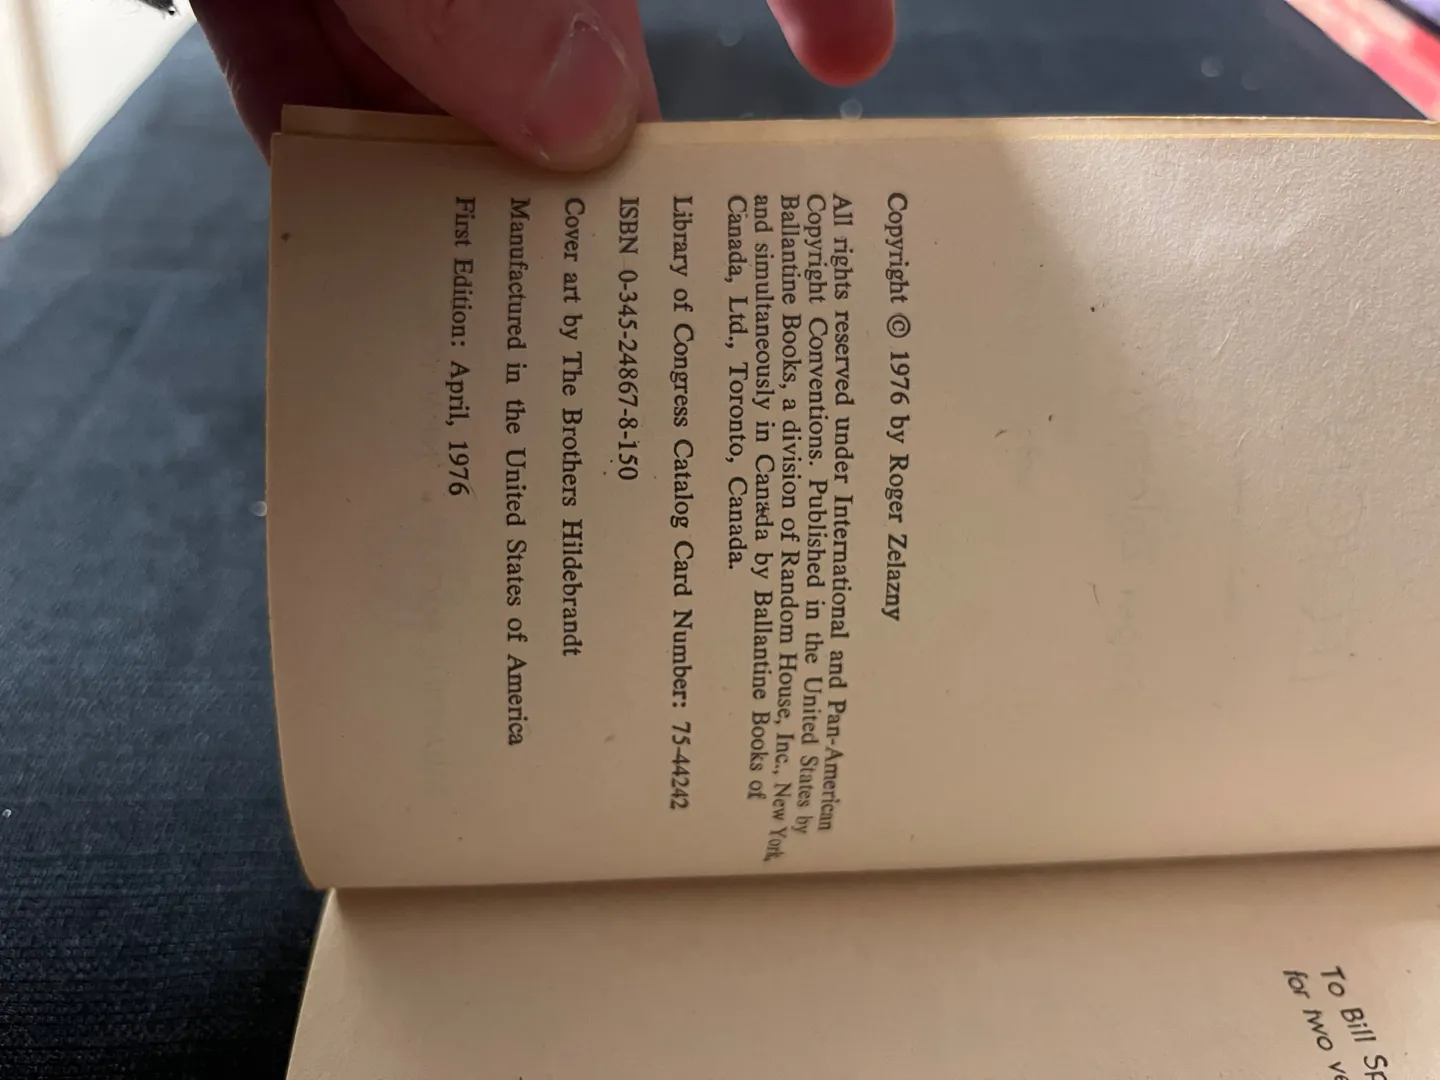 Copyright © 1976 by Roger Zelazny
All rights reserved under International and Pan-American
Copyright Conventions. Published in the United States by
Ballantine Books, a division of Random House, Inc., New York,
and simultaneously in Canada by Ballantine Books of
Canada, Ltd., Toronto, Canada.
Library of Congress Catalog Card Number: 75-44242
ISBN 0-345-24867-8-150
Cover art by The Brothers Hildebrandt
Manufactured in the United States of America
First Edition: April, 1976
To Bill
for two